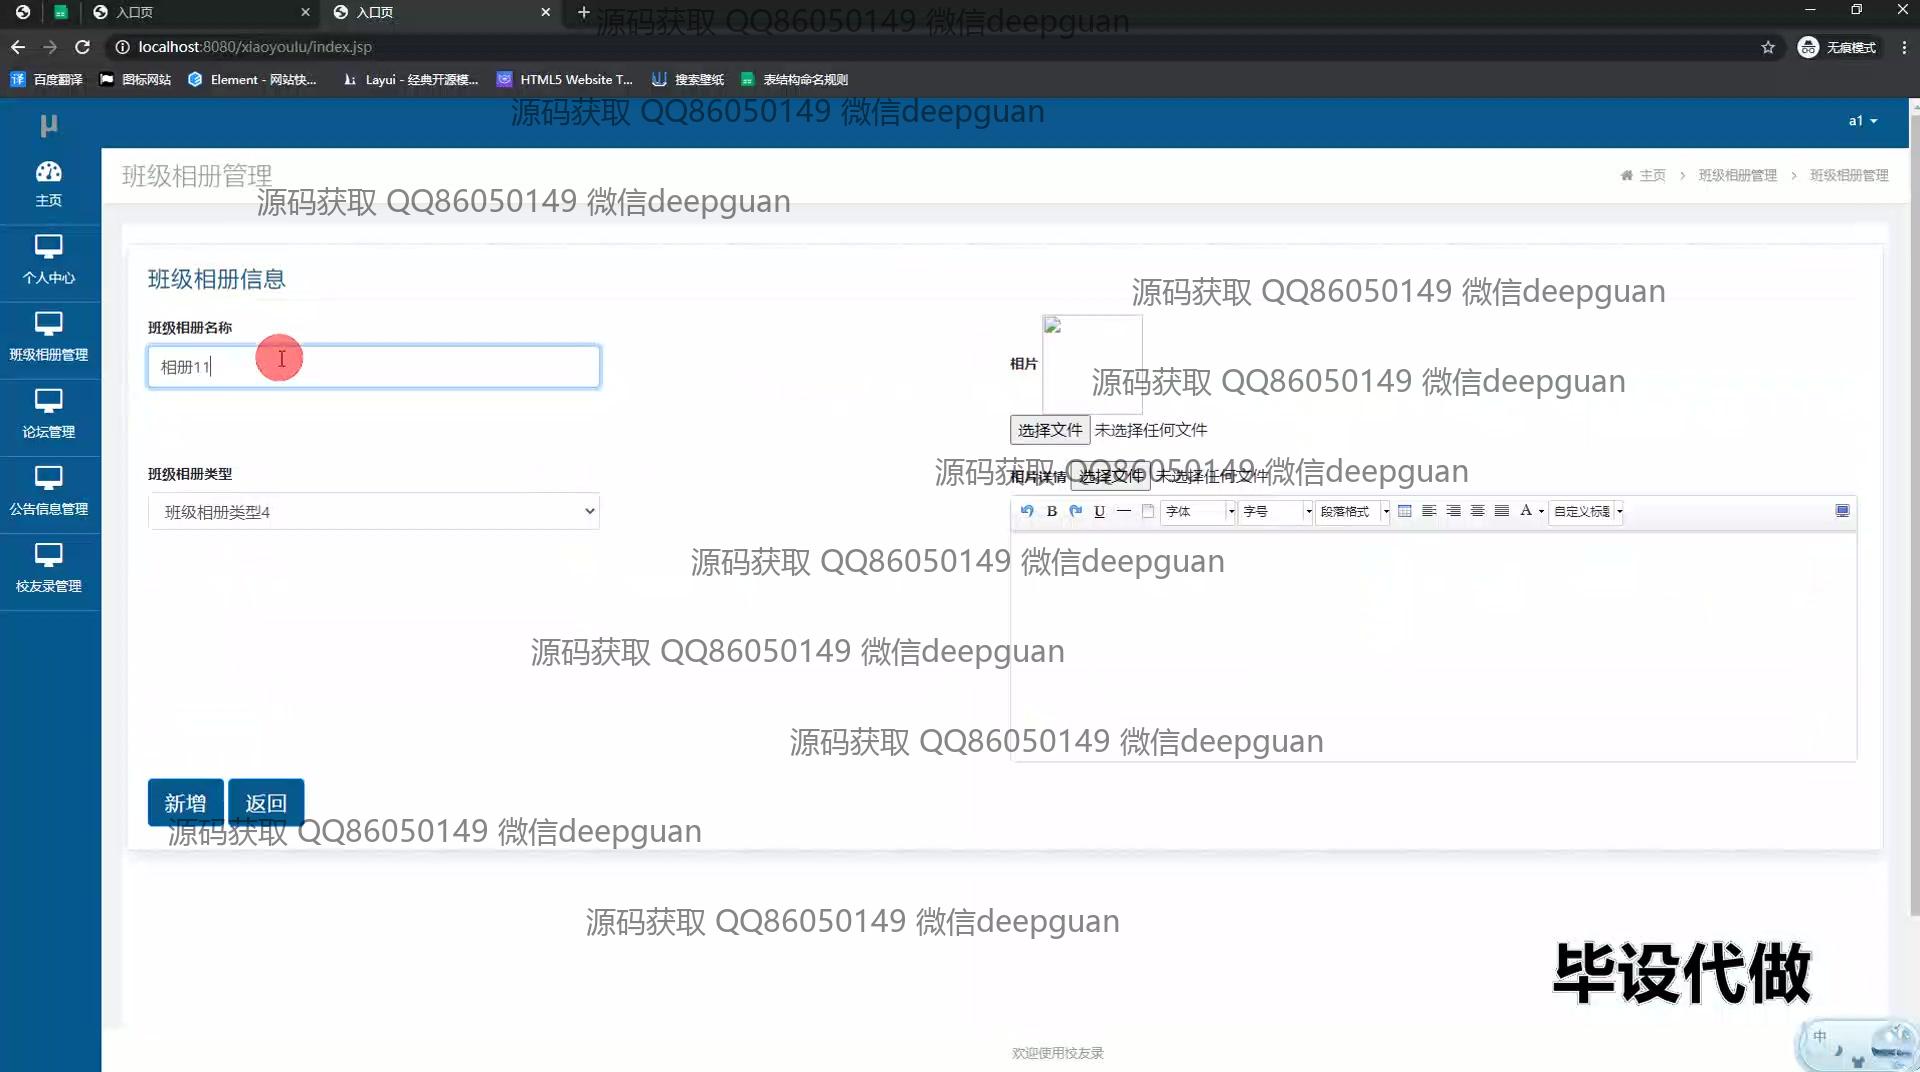 入口页
入口页
源码获取 QQ86050149 微信deepguan
localhost:8080/xiaoyoulu/index.jsp
无痕模式
百度翻译
图标网站
Element - 网站快...
Layui - 经典开源模...
HTML5 Website T...
搜索壁纸
表结构命名规则
源码获取 QQ86050149 微信deepguan
μ
a1
主页
班级相册管理
主页 > 班级相册管理 > 班级相册管理
源码获取 QQ86050149 微信deepguan
个人中心
班级相册信息
源码获取 QQ86050149 微信deepguan
班级相册名称
班级相册管理
相册11
相片
源码获取 QQ86050149 微信deepguan
选择文件 未选择任何文件
论坛管理
班级相册类型
相片详情 选择文件 未选择任何文件
源码获取 QQ86050149 微信deepguan
公告信息管理
班级相册类型4
B U 字体 字号 段落格式 A 自定义标题
源码获取 QQ86050149 微信deepguan
校友录管理
源码获取 QQ86050149 微信deepguan
源码获取 QQ86050149 微信deepguan
新增 返回
源码获取 QQ86050149 微信deepguan
源码获取 QQ86050149 微信deepguan
毕设代做
中
欢迎使用校友录